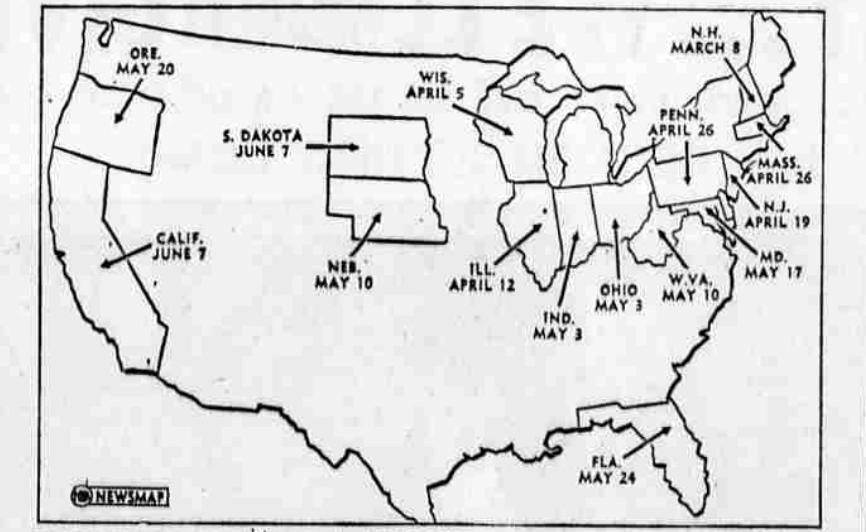 N.H.
MARCH 8
ORE.
MAY 20
WIS.
APRIL 5
PENN.
APRIL 26
S. DAKOTA
JUNE 7
MASS.
APRIL 26
N.J.
APRIL 19
CALIF.
JUNE 7
NEB.
MAY 10
ILL.
APRIL 12
IND.
MAY 3
OHIO
MAY 3
W.VA.
MAY 10
MD.
MAY 17
FLA.
MAY 24
NEWSMAP